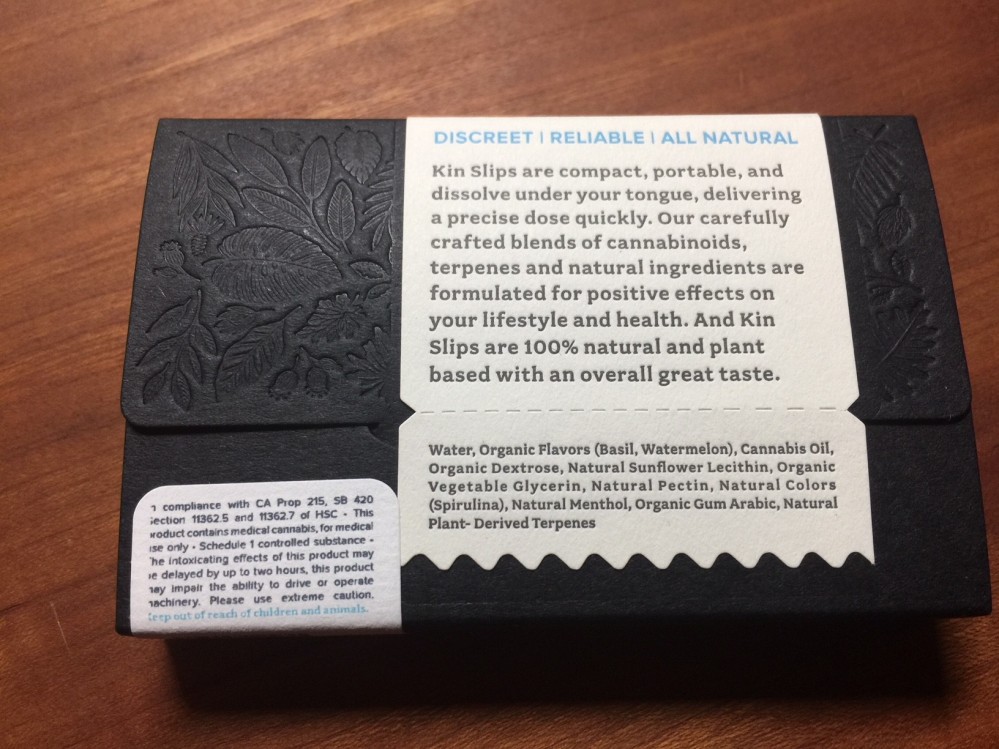 DISCREET | RELIABLE | ALL NATURAL
Kin Slips are compact, portable, and
dissolve under your tongue, delivering
a precise dose quickly. Our carefully
crafted blends of cannabinoids,
terpenes and natural ingredients are
formulated for positive effects on
your lifestyle and health. And Kin
Slips are 100% natural and plant
based with an overall great taste.
Water, Organic Flavors (Basil, Watermelon), Cannabis Oil,
Organic Dextrose, Natural Sunflower Lecithin, Organic
Vegetable Glycerin, Natural Pectin, Natural Colors
(Spirulina), Natural Menthol, Organic Gum Arabic, Natural
Plant- Derived Terpenes
compliance with CA Prop 215, SB 420
11362.5 and 11362.7 of HSC • This
contains medical cannabis, for medical
only • Schedule 1 controlled substance •
intoxicating effects of this product may
delayed by up to two hours, this product
impair the ability to drive or operate
Please use extreme caution.
out of reach of children and animals.